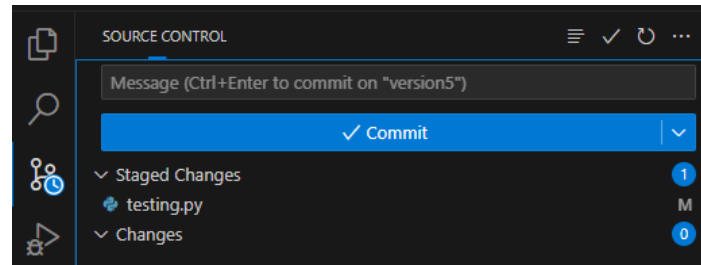 SOURCE CONTROL
Message (Ctrl+Enter to commit on "version5")
Commit
Staged Changes 1
testing.py M
Changes 0